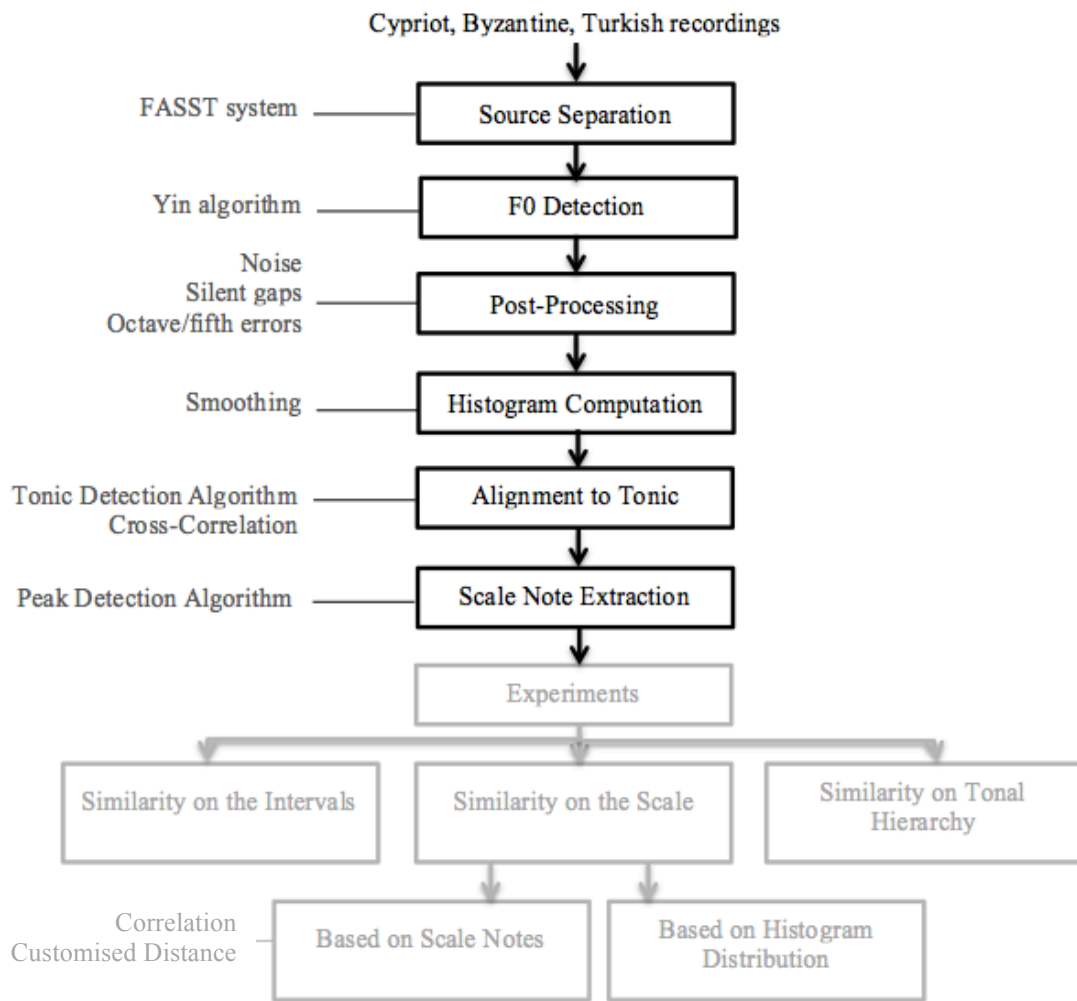 Cypriot, Byzantine, Turkish recordings
FASST system
Source Separation
Yin algorithm
F0 Detection
Noise
Silent gaps
Octave/fifth errors
Post-Processing
Smoothing
Histogram Computation
Tonic Detection Algorithm
Cross-Correlation
Alignment to Tonic
Peak Detection Algorithm
Scale Note Extraction
Experiments
Similarity on the Intervals
Similarity on the Scale
Similarity on Tonal
Hierarchy
Correlation
Customised Distance
Based on Scale Notes
Based on Histogram
Distribution